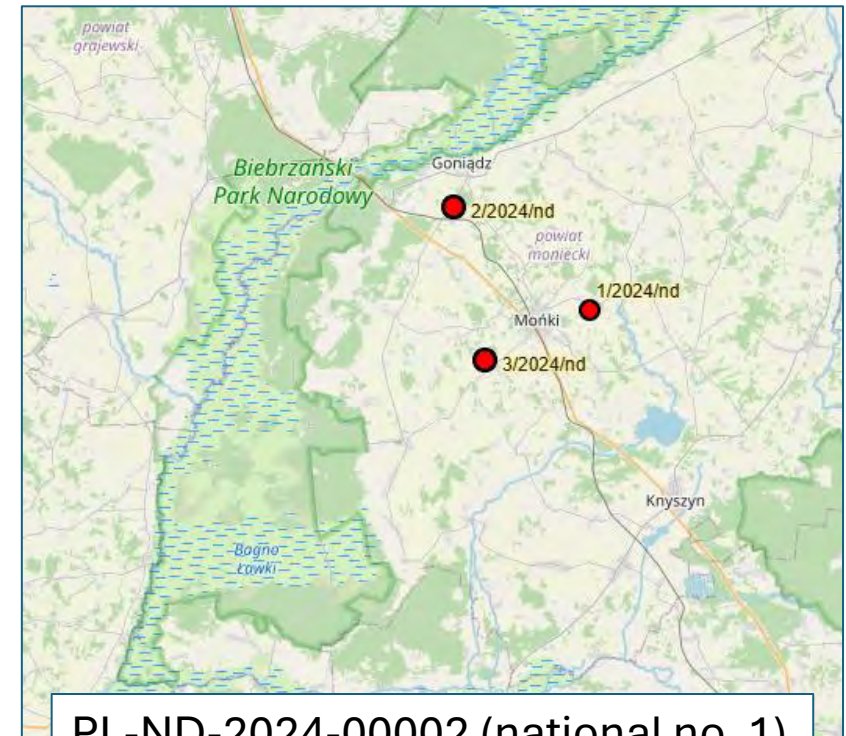 powiat
grajewski
Biebrzański
Park Narodowy
Goniądz
2/2024/nd
powiat
moniecki
1/2024/nd
Mońki
3/2024/nd
Knyszyn
Bagno
Ławki
PL-ND-2024-00002 (national no. 1)